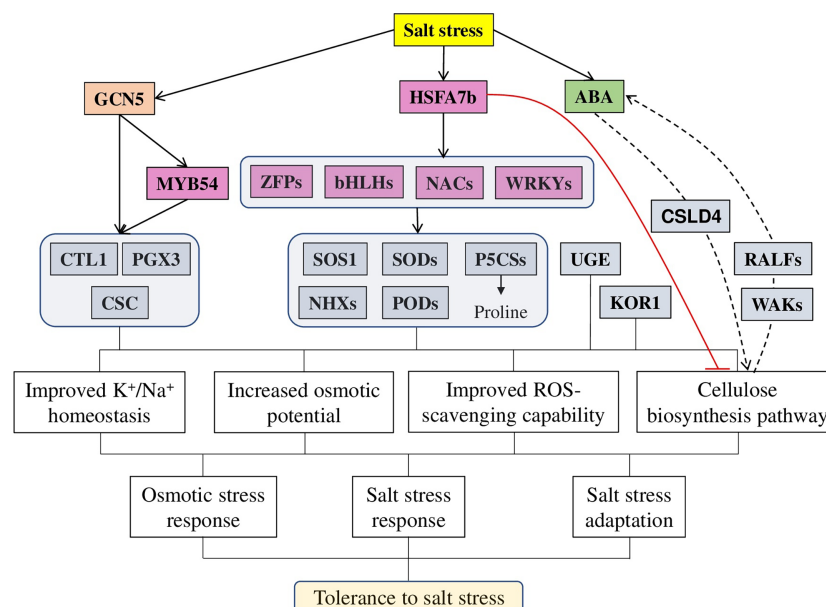 Salt stress
GCN5
HSFA7b
ABA
MYB54
ZFPs
bHLHs
NACs
WRKYs
CSLD4
CTL1
PGX3
CSC
SOS1
SODs
P5CSs
NHXs
PODs
Proline
UGE
KOR1
RALFs
WAKs
Improved K⁺/Na⁺
homeostasis
Increased osmotic
potential
Improved ROS-
scavenging capability
Cellulose
biosynthesis pathway
Osmotic stress
response
Salt stress
response
Salt stress
adaptation
Tolerance to salt stress